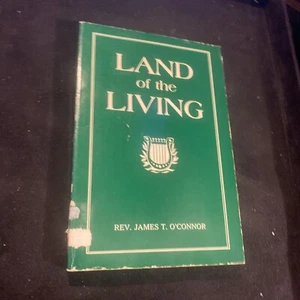 LAND
of the
LIVING
REV. JAMES T. O'CONNOR